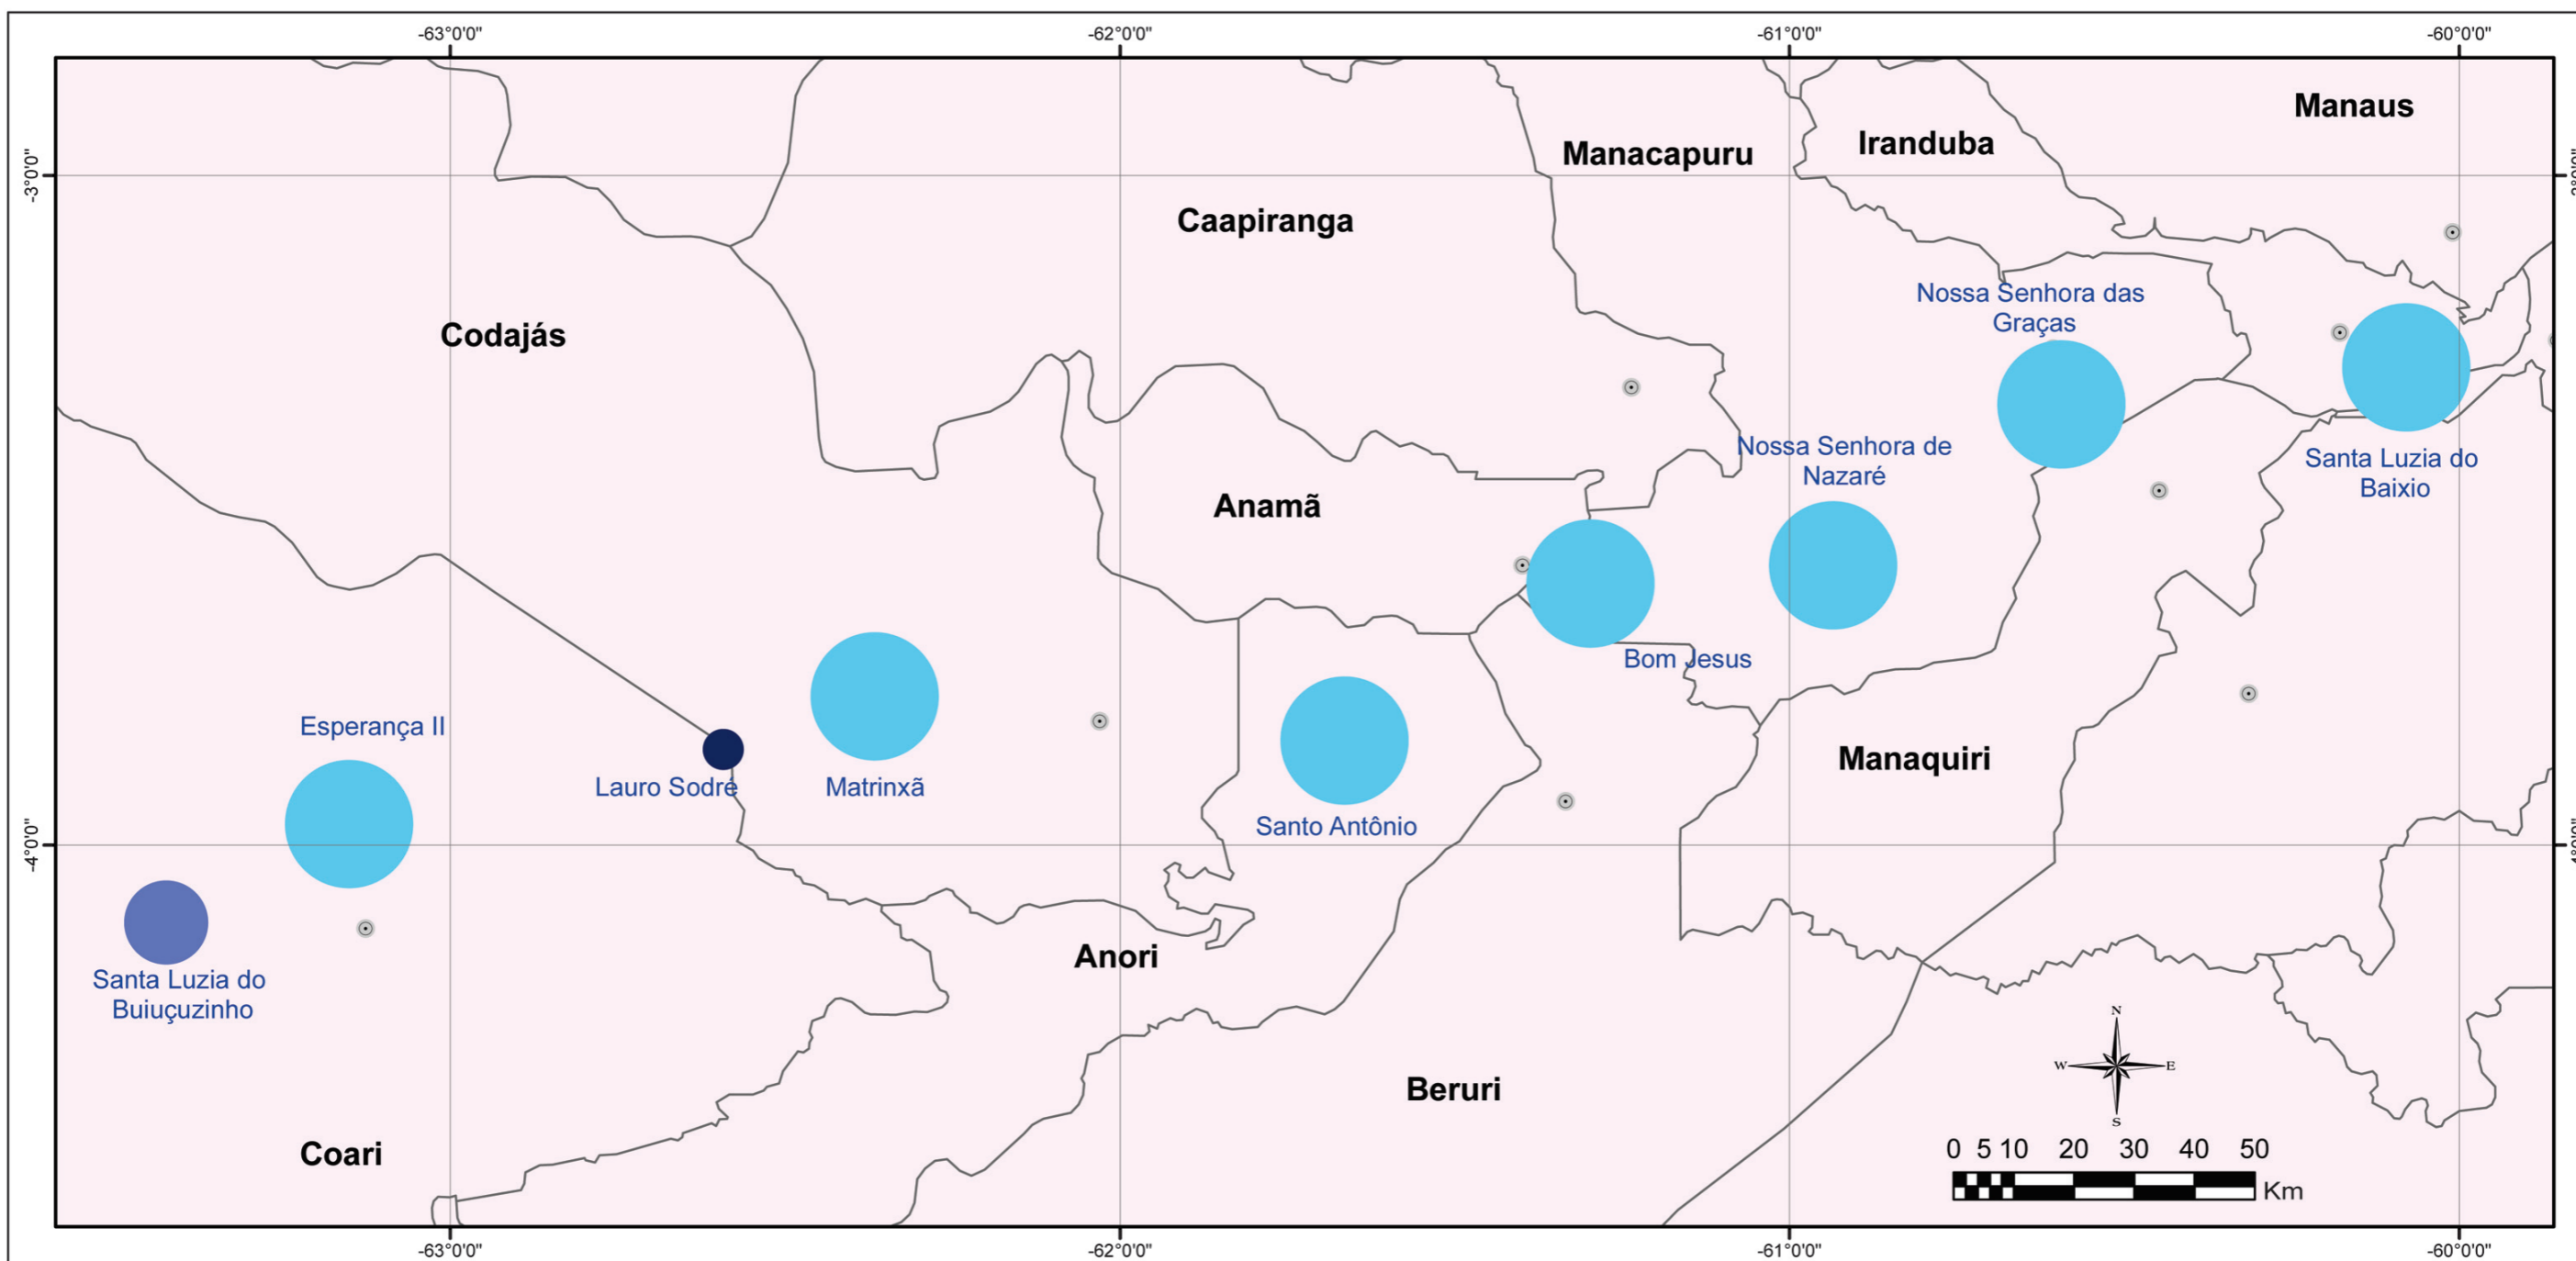 -63°0'0" -62°0'0" -61°0'0" -60°0'0"
Manaus
Iranduba
Manacapuru
-3°0'0"
Caapiranga
Nossa Senhora das
Graças
Codajás
Nossa Senhora de
Nazaré
Santa Luzia do
Baixio
Anamã
Bom Jesus
Esperança II
Manaquiri
Lauro Sodré
Matrinxã
Santo Antônio
-4°0'0"
Anori
Santa Luzia do
Buiuçuzinho
N
W E
S
Beruri
Coari
0 5 10 20 30 40 50
Km
-63°0'0" -62°0'0" -61°0'0" -60°0'0"